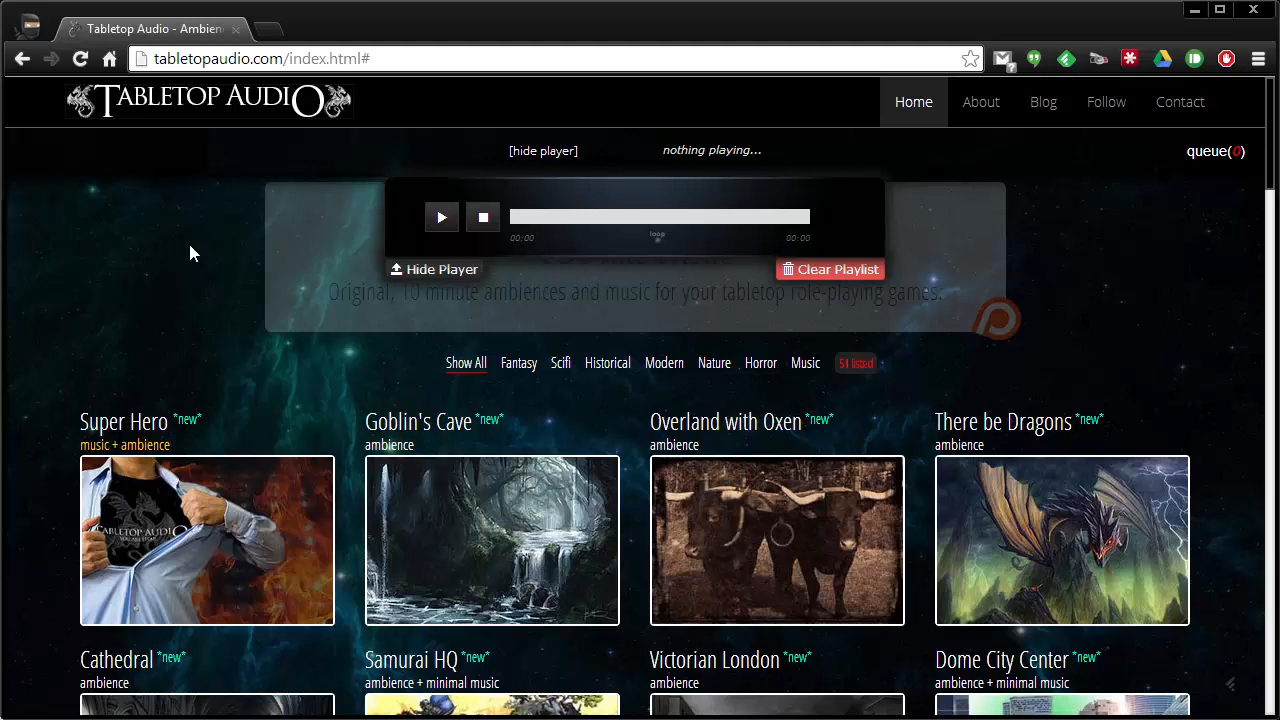 Tabletop Audio - Ambien
tabletopaudio.com/index.html#
TABLETOP AUDIO
Home About Blog Follow Contact
[hide player] nothing playing... queue(0)
00:00 loop 00:00
Hide Player Clear Playlist
Original, 10 minute ambiences and music for your tabletop role-playing games.
Show All Fantasy Scifi Historical Modern Nature Horror Music 51 listed
Super Hero *new* Goblin's Cave *new* Overland with Oxen *new* There be Dragons *new*
music + ambience ambience ambience ambience
TABLETOP AUDIO
Cathedral *new* Samurai HQ *new* Victorian London *new* Dome City Center *new*
ambience ambience + minimal music ambience ambience + minimal music